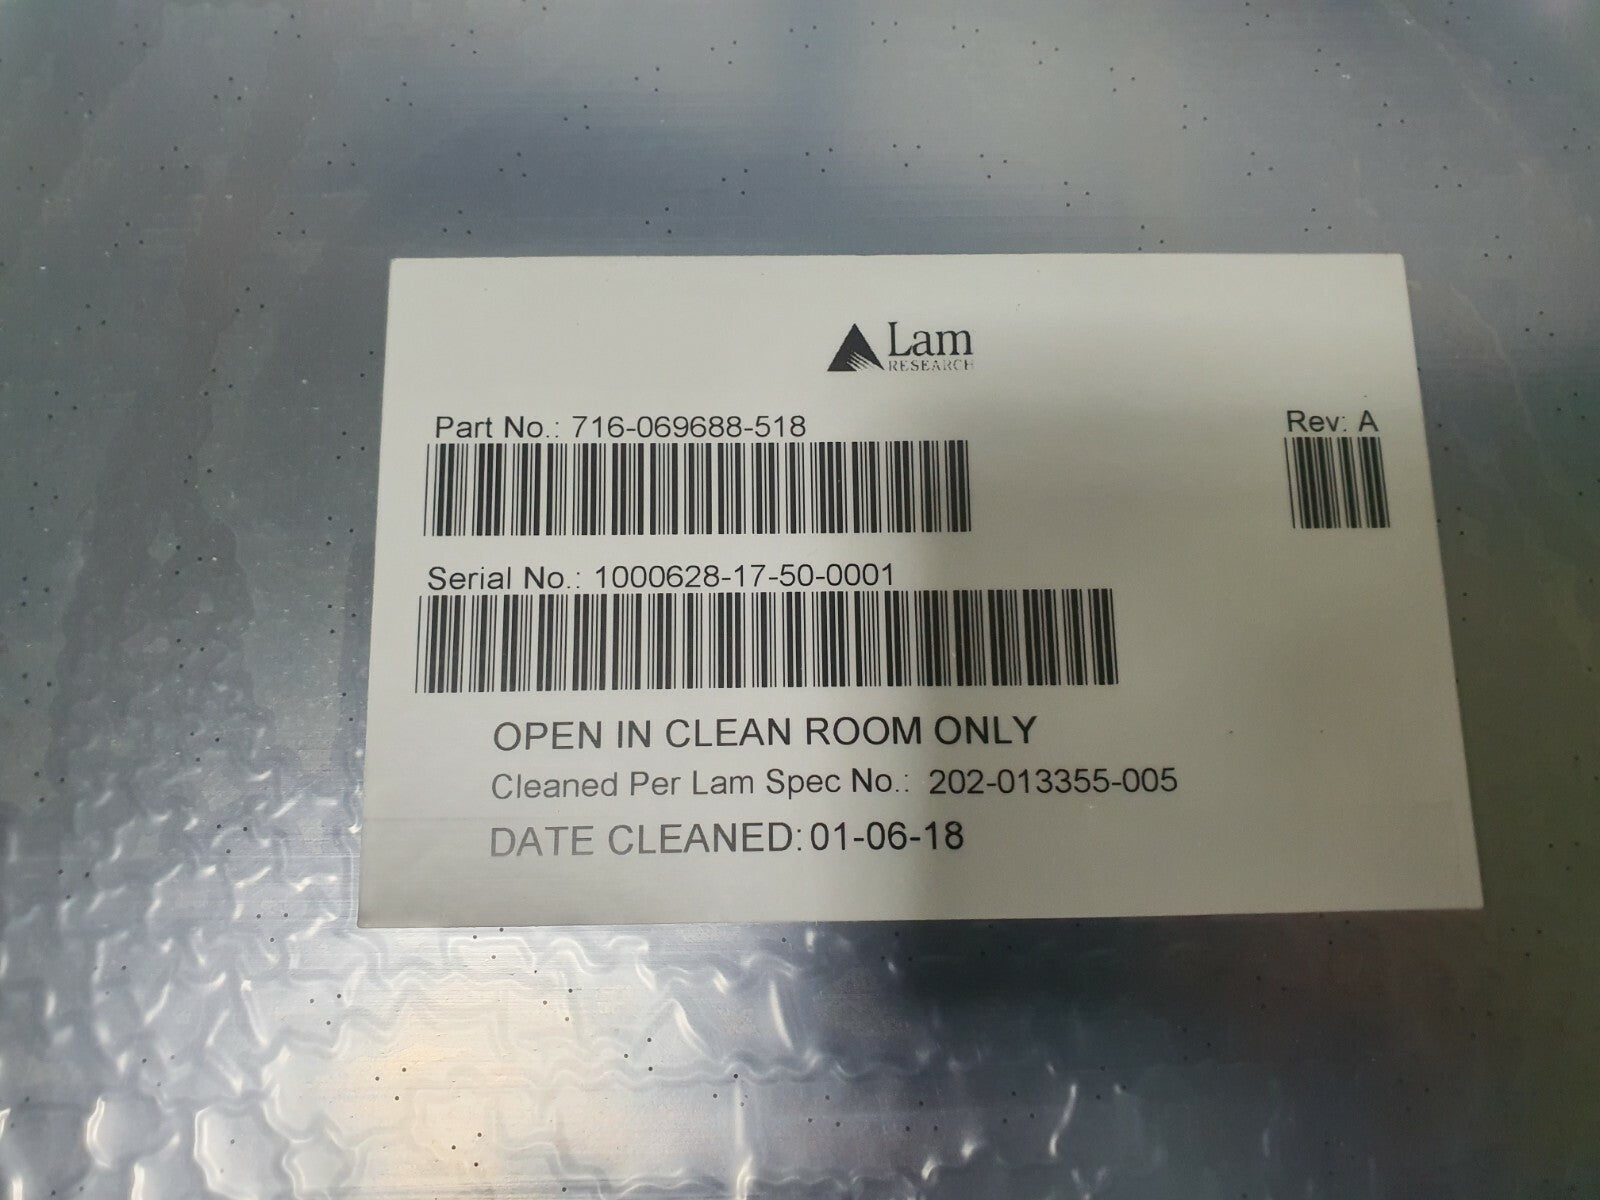 Lam
RESEARCH
Part No.: 716-069688-518
Rev: A
Serial No.: 1000628-17-50-0001
OPEN IN CLEAN ROOM ONLY
Cleaned Per Lam Spec No.: 202-013355-005
DATE CLEANED: 01-06-18